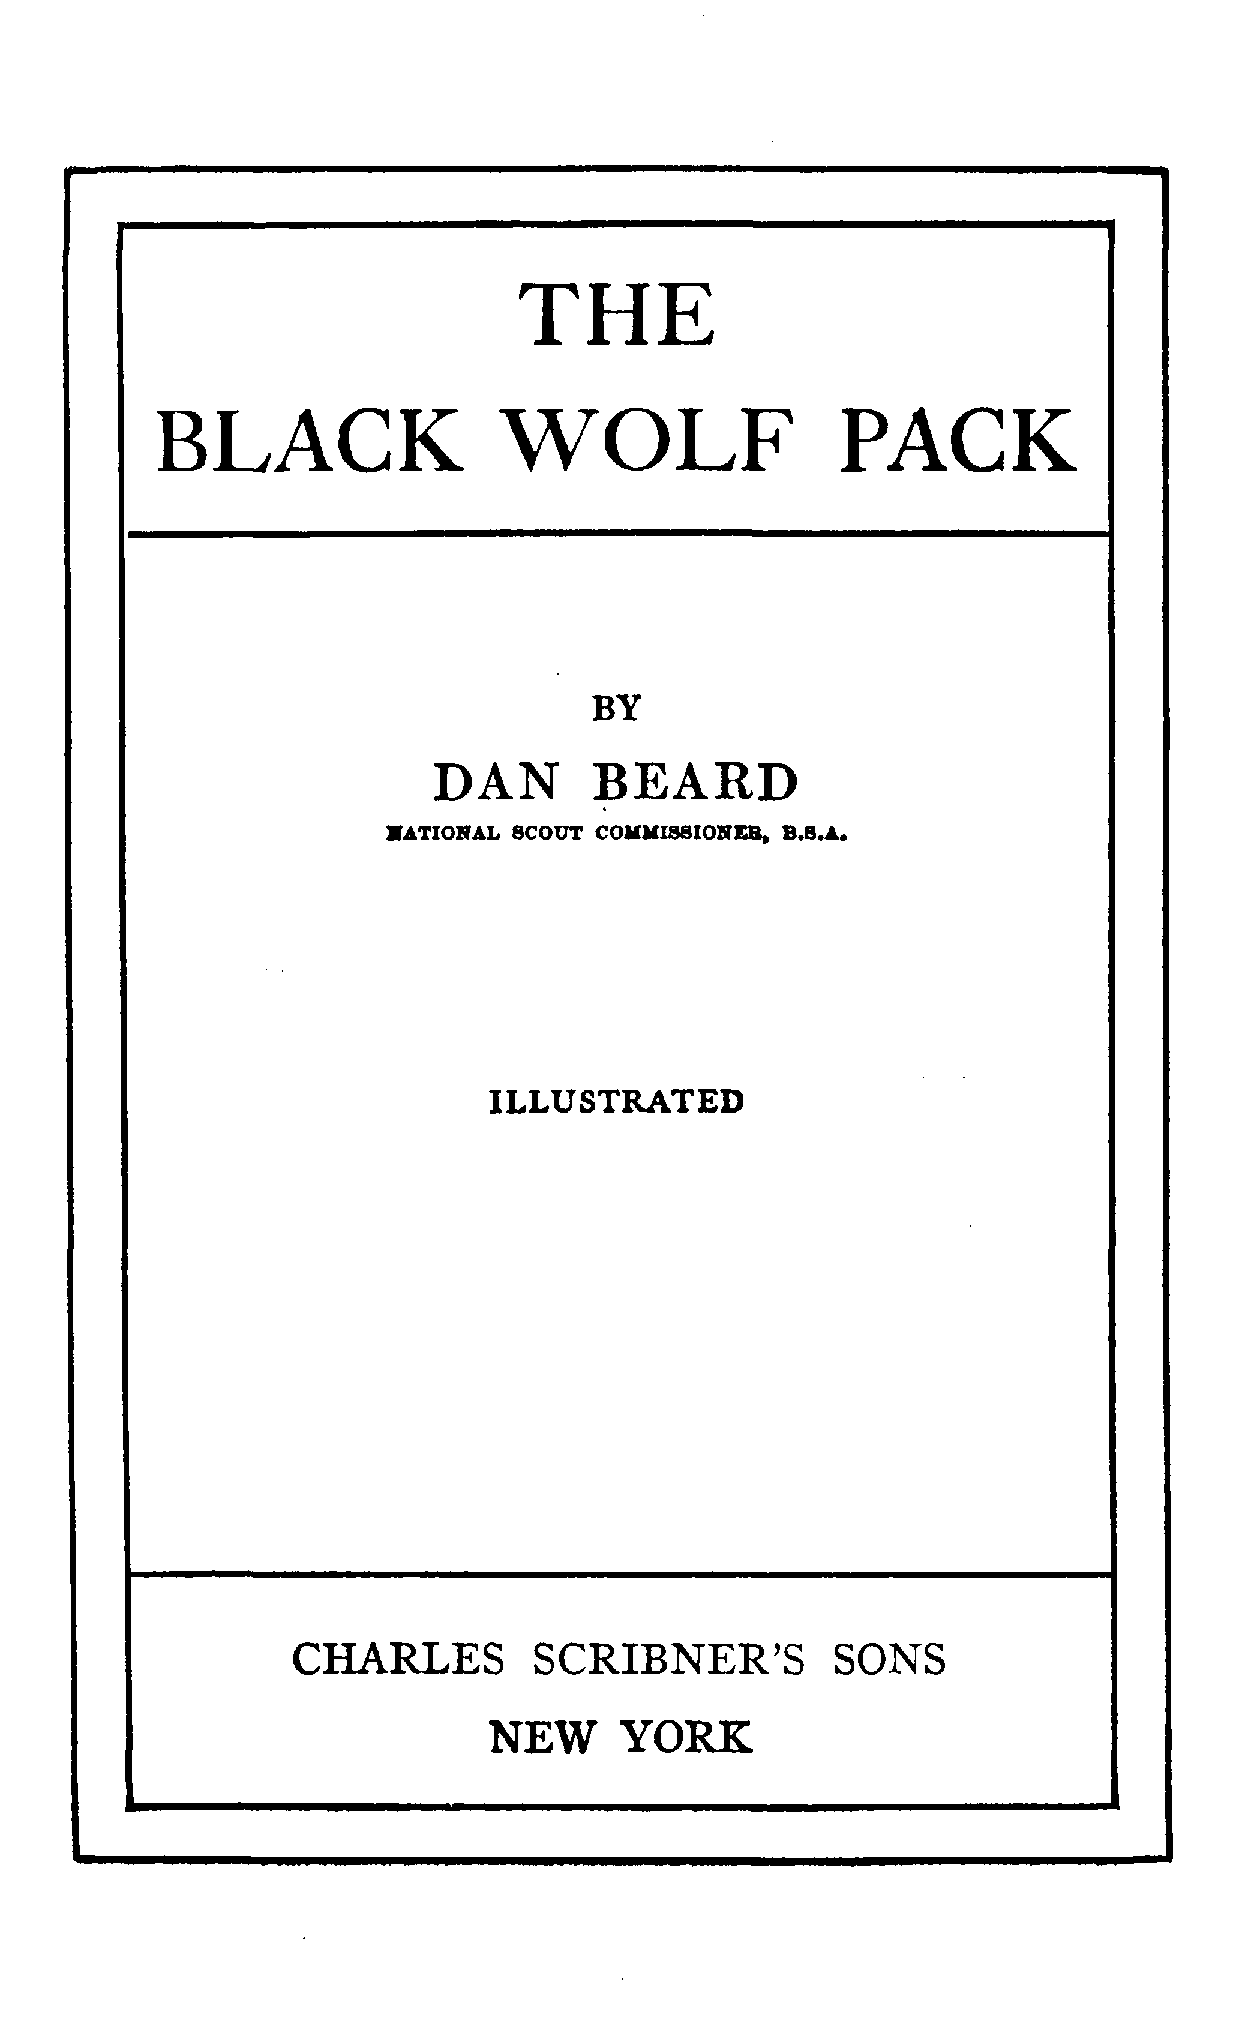 THE
BLACK WOLF PACK
BY
DAN BEARD
NATIONAL SCOUT COMMISSIONER, B.S.A.
ILLUSTRATED
CHARLES SCRIBNER'S SONS
NEW YORK